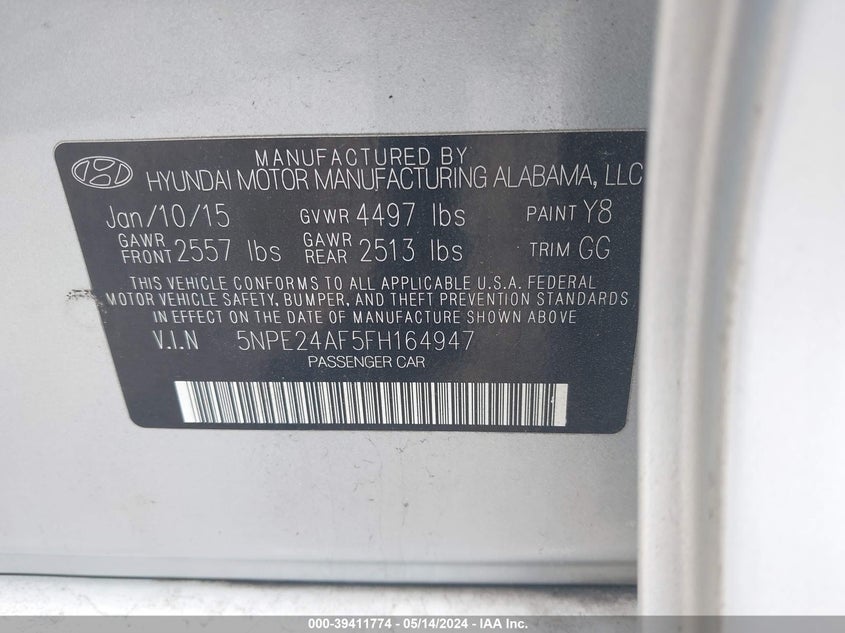 MANUFACTURED BY
HYUNDAI MOTOR MANUFACTURING ALABAMA, LLC
Jan/10/15 GVWR 4497 lbs PAINT Y8
GAWR FRONT 2557 lbs GAWR REAR 2513 lbs TRIM GG
THIS VEHICLE CONFORMS TO ALL APPLICABLE U.S.A. FEDERAL
MOTOR VEHICLE SAFETY, BUMPER, AND THEFT PREVENTION STANDARDS
IN EFFECT ON THE DATE OF MANUFACTURE SHOWN ABOVE
V.I.N 5NPE24AF5FH164947
PASSENGER CAR
000-39411774 - 05/14/2024 - IAA Inc.